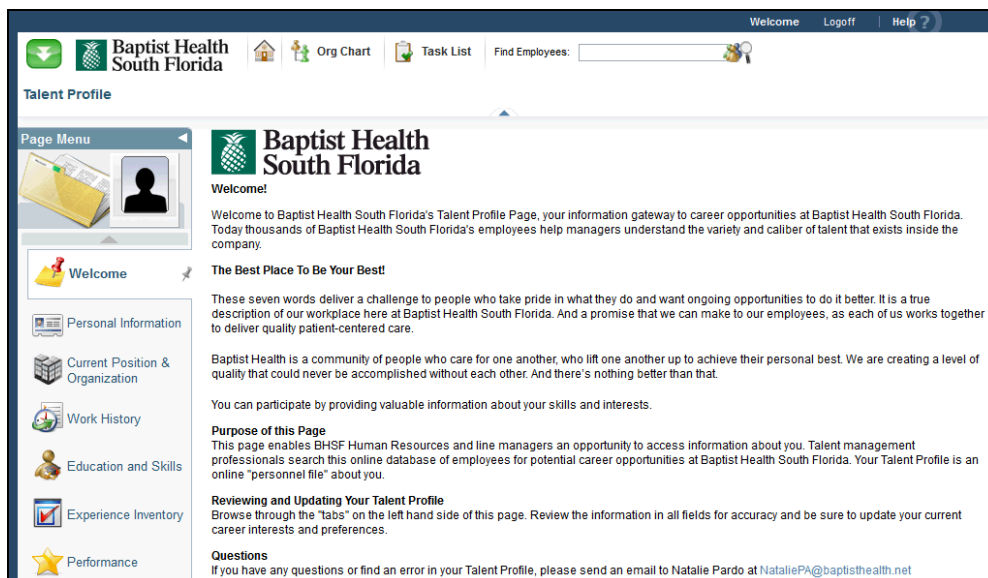 Welcome Logoff Help ?
Baptist Health
South Florida
Org Chart Task List Find Employees:
Talent Profile
Page Menu
Baptist Health
South Florida
Welcome!
Welcome to Baptist Health South Florida's Talent Profile Page, your information gateway to career opportunities at Baptist Health South Florida.
Today thousands of Baptist Health South Florida's employees help managers understand the variety and caliber of talent that exists inside the
company.
Welcome
The Best Place To Be Your Best!
These seven words deliver a challenge to people who take pride in what they do and want ongoing opportunities to do it better. It is a true
description of our workplace here at Baptist Health South Florida. And a promise that we can make to our employees, as each of us works together
to deliver quality patient-centered care.
Personal Information
Current Position &
Organization
Baptist Health is a community of people who care for one another, who lift one another up to achieve their personal best. We are creating a level of
quality that could never be accomplished without each other. And there's nothing better than that.
You can participate by providing valuable information about your skills and interests.
Work History
Purpose of this Page
This page enables BHSF Human Resources and line managers an opportunity to access information about you. Talent management
professionals search this online database of employees for potential career opportunities at Baptist Health South Florida. Your Talent Profile is an
online "personnel file" about you.
Education and Skills
Reviewing and Updating Your Talent Profile
Browse through the "tabs" on the left hand side of this page. Review the information in all fields for accuracy and be sure to update your current
career interests and preferences.
Experience Inventory
Questions
If you have any questions or find an error in your Talent Profile, please send an email to Natalie Pardo at NataliePA@baptisthealth.net
Performance